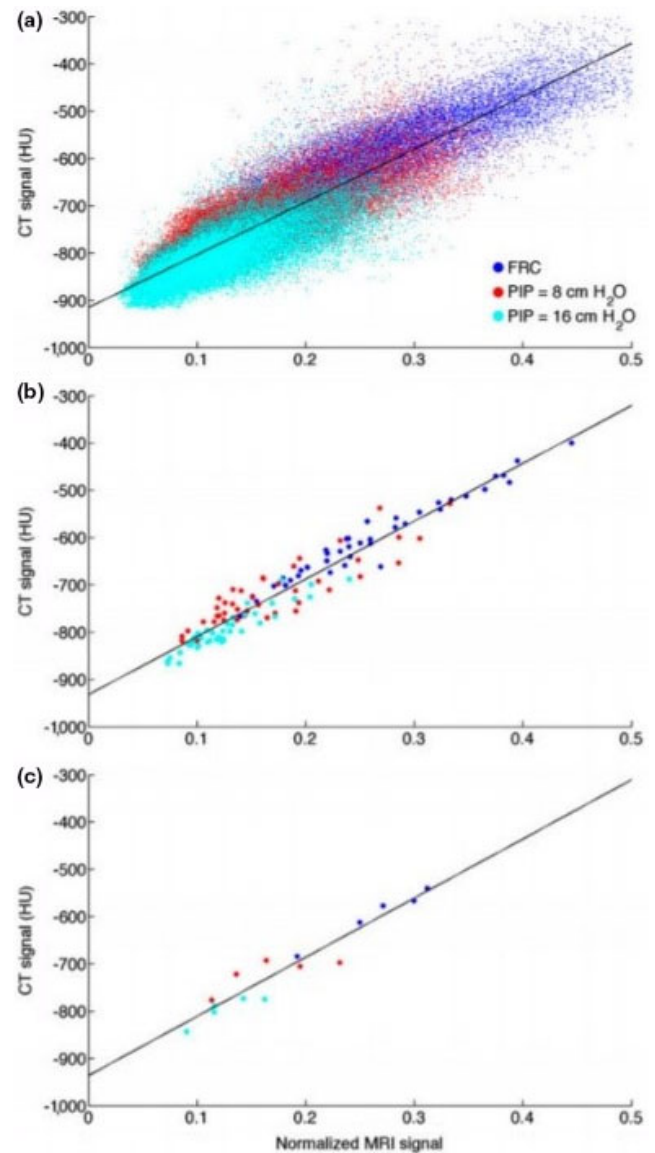 (a)
-300
-400
-500
-600
-700
-800
-900
-1,000
CT signal (HU)
0 0.1 0.2 0.3 0.4 0.5
FRC
PIP = 8 cm H₂O
PIP = 16 cm H₂O
(b)
-300
-400
-500
-600
-700
-800
-900
-1,000
CT signal (HU)
0 0.1 0.2 0.3 0.4 0.5
(c)
-300
-400
-500
-600
-700
-800
-900
-1,000
CT signal (HU)
0 0.1 0.2 0.3 0.4 0.5
Normalized MRI signal